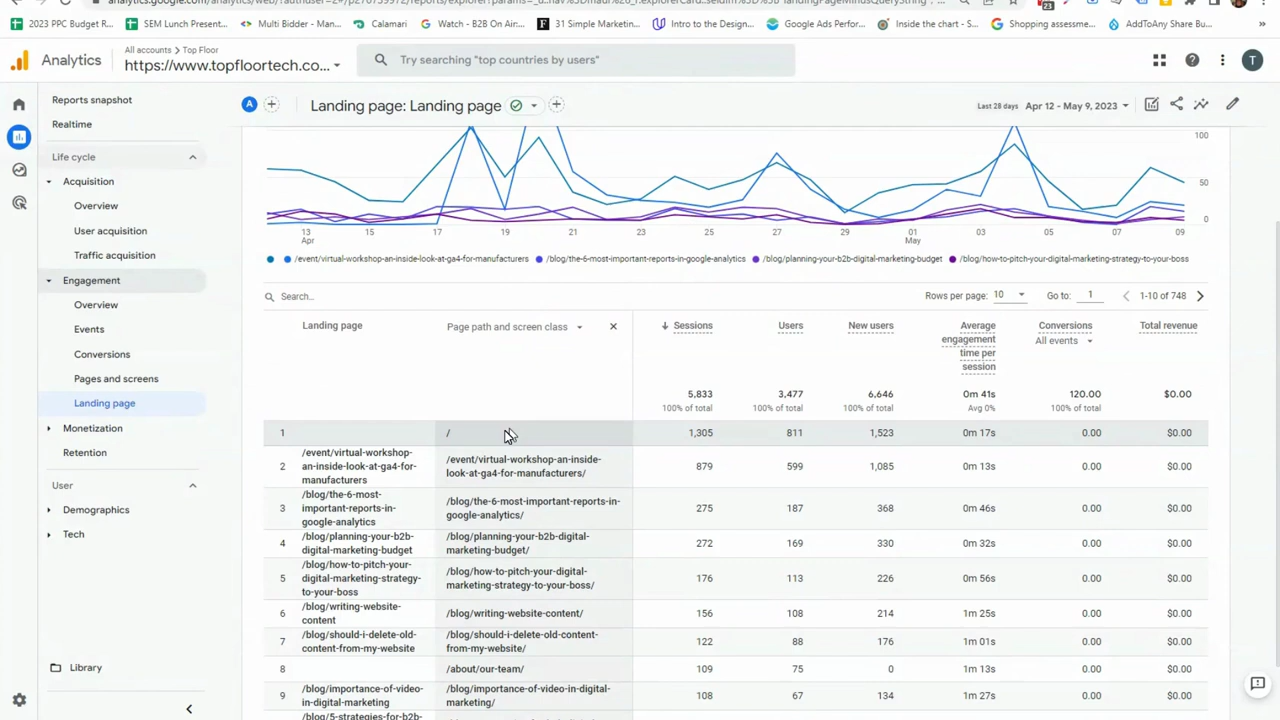 2023 PPC Budget R...
SEM Lunch Present...
Multi Bidder - Man...
Calamari
Watch - B2B On Air...
31 Simple Marketin...
Intro to the Design...
Google Ads Perfor...
Inside the chart - S...
Shopping assessme...
AddToAny Share Bu...
»
Analytics
All accounts > Top Floor
https://www.topfloortech.co...
Try searching "top countries by users"
T
Reports snapshot
Realtime
Life cycle
Acquisition
Overview
User acquisition
Traffic acquisition
Engagement
Overview
Events
Conversions
Pages and screens
Landing page
Monetization
Retention
User
Demographics
Tech
Library
A
Landing page: Landing page
Last 28 days Apr 12 - May 9, 2023
100
50
0
13 15 17 19 21 23 25 27 29 01 03 05 07 09
Apr May
/event/virtual-workshop-an-inside-look-at-ga4-for-manufacturers /blog/the-6-most-important-reports-in-google-analytics /blog/planning-your-b2b-digital-marketing-budget /blog/how-to-pitch-your-digital-marketing-strategy-to-your-boss
Search...
Rows per page: 10 Go to: 1 1-10 of 748
Landing page Page path and screen class Sessions Users New users Average engagement time per session Conversions Total revenue
All events
5,833 3,477 6,646 0m 41s 120.00 $0.00
100% of total 100% of total 100% of total Avg 0% 100% of total 100% of total
1 / 1,305 811 1,523 0m 17s 0.00 $0.00
2 /event/virtual-workshop-an-inside-look-at-ga4-for-manufacturers /event/virtual-workshop-an-inside-look-at-ga4-for-manufacturers/ 879 599 1,085 0m 13s 0.00 $0.00
3 /blog/the-6-most-important-reports-in-google-analytics /blog/the-6-most-important-reports-in-google-analytics/ 275 187 368 0m 46s 0.00 $0.00
4 /blog/planning-your-b2b-digital-marketing-budget /blog/planning-your-b2b-digital-marketing-budget/ 272 169 330 0m 32s 0.00 $0.00
5 /blog/how-to-pitch-your-digital-marketing-strategy-to-your-boss /blog/how-to-pitch-your-digital-marketing-strategy-to-your-boss/ 176 113 226 0m 56s 0.00 $0.00
6 /blog/writing-website-content /blog/writing-website-content/ 156 108 214 1m 25s 0.00 $0.00
7 /blog/should-i-delete-old-content-from-my-website /blog/should-i-delete-old-content-from-my-website/ 122 88 176 1m 01s 0.00 $0.00
8 /about/our-team/ 109 75 0 1m 13s 0.00 $0.00
9 /blog/importance-of-video-in-digital-marketing /blog/importance-of-video-in-digital-marketing/ 108 67 134 1m 27s 0.00 $0.00
/blog/5-strategies-for-b2b-